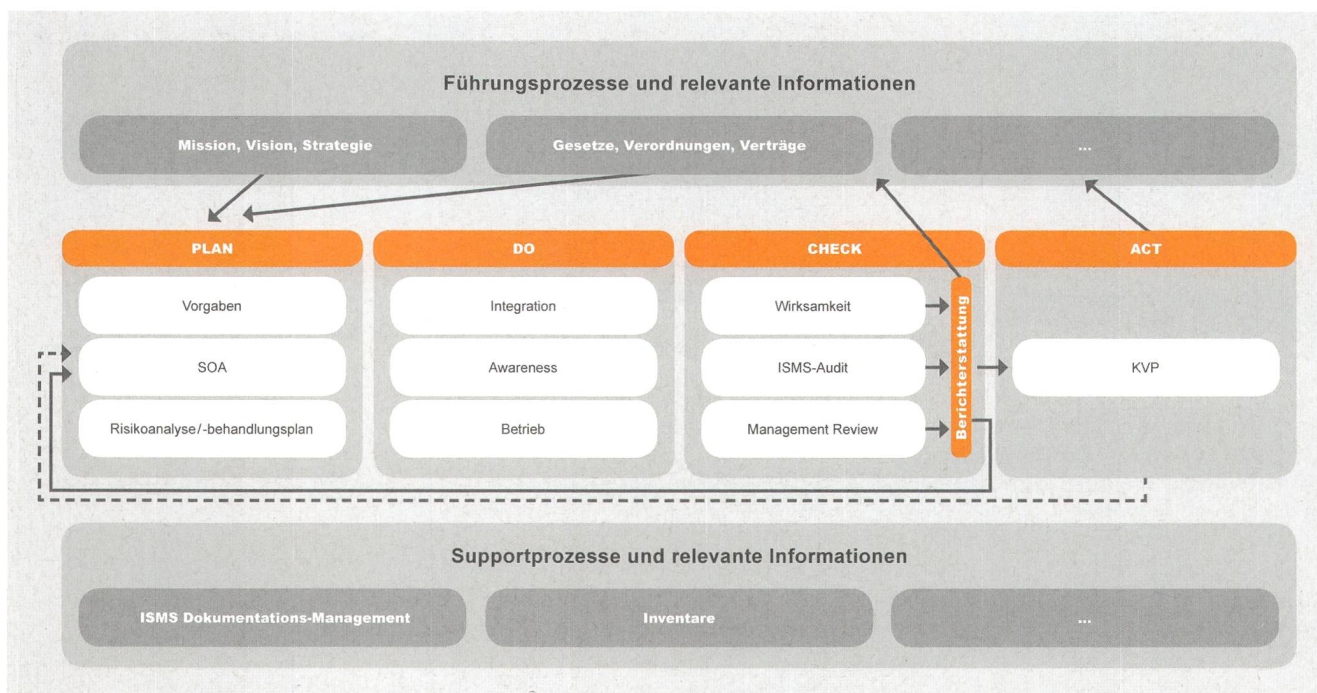 Führungsprozesse und relevante Informationen
Mission, Vision, Strategie
Gesetze, Verordnungen, Verträge
...
PLAN
Vorgaben
SOA
Risikoanalyse/-behandlungsplan
DO
Integration
Awareness
Betrieb
CHECK
Wirksamkeit
ISMS-Audit
Management Review
Berichterstattung
ACT
KVP
Supportprozesse und relevante Informationen
ISMS Dokumentations-Management
Inventare
...